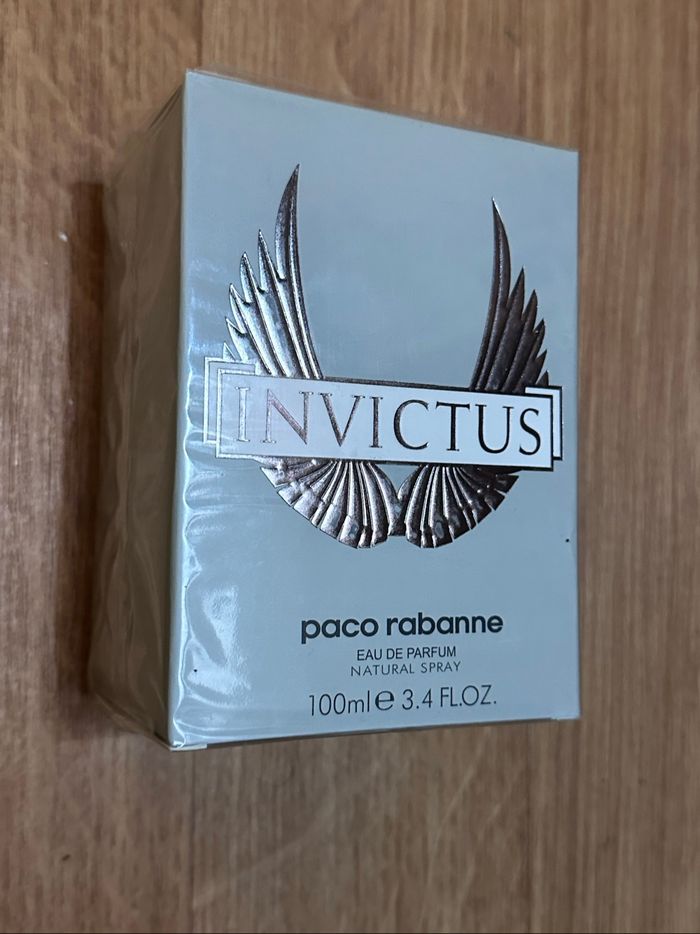 INVICTUS
paco rabanne
EAU DE PARFUM
NATURAL SPRAY
100ml℮ 3.4 FL.OZ.